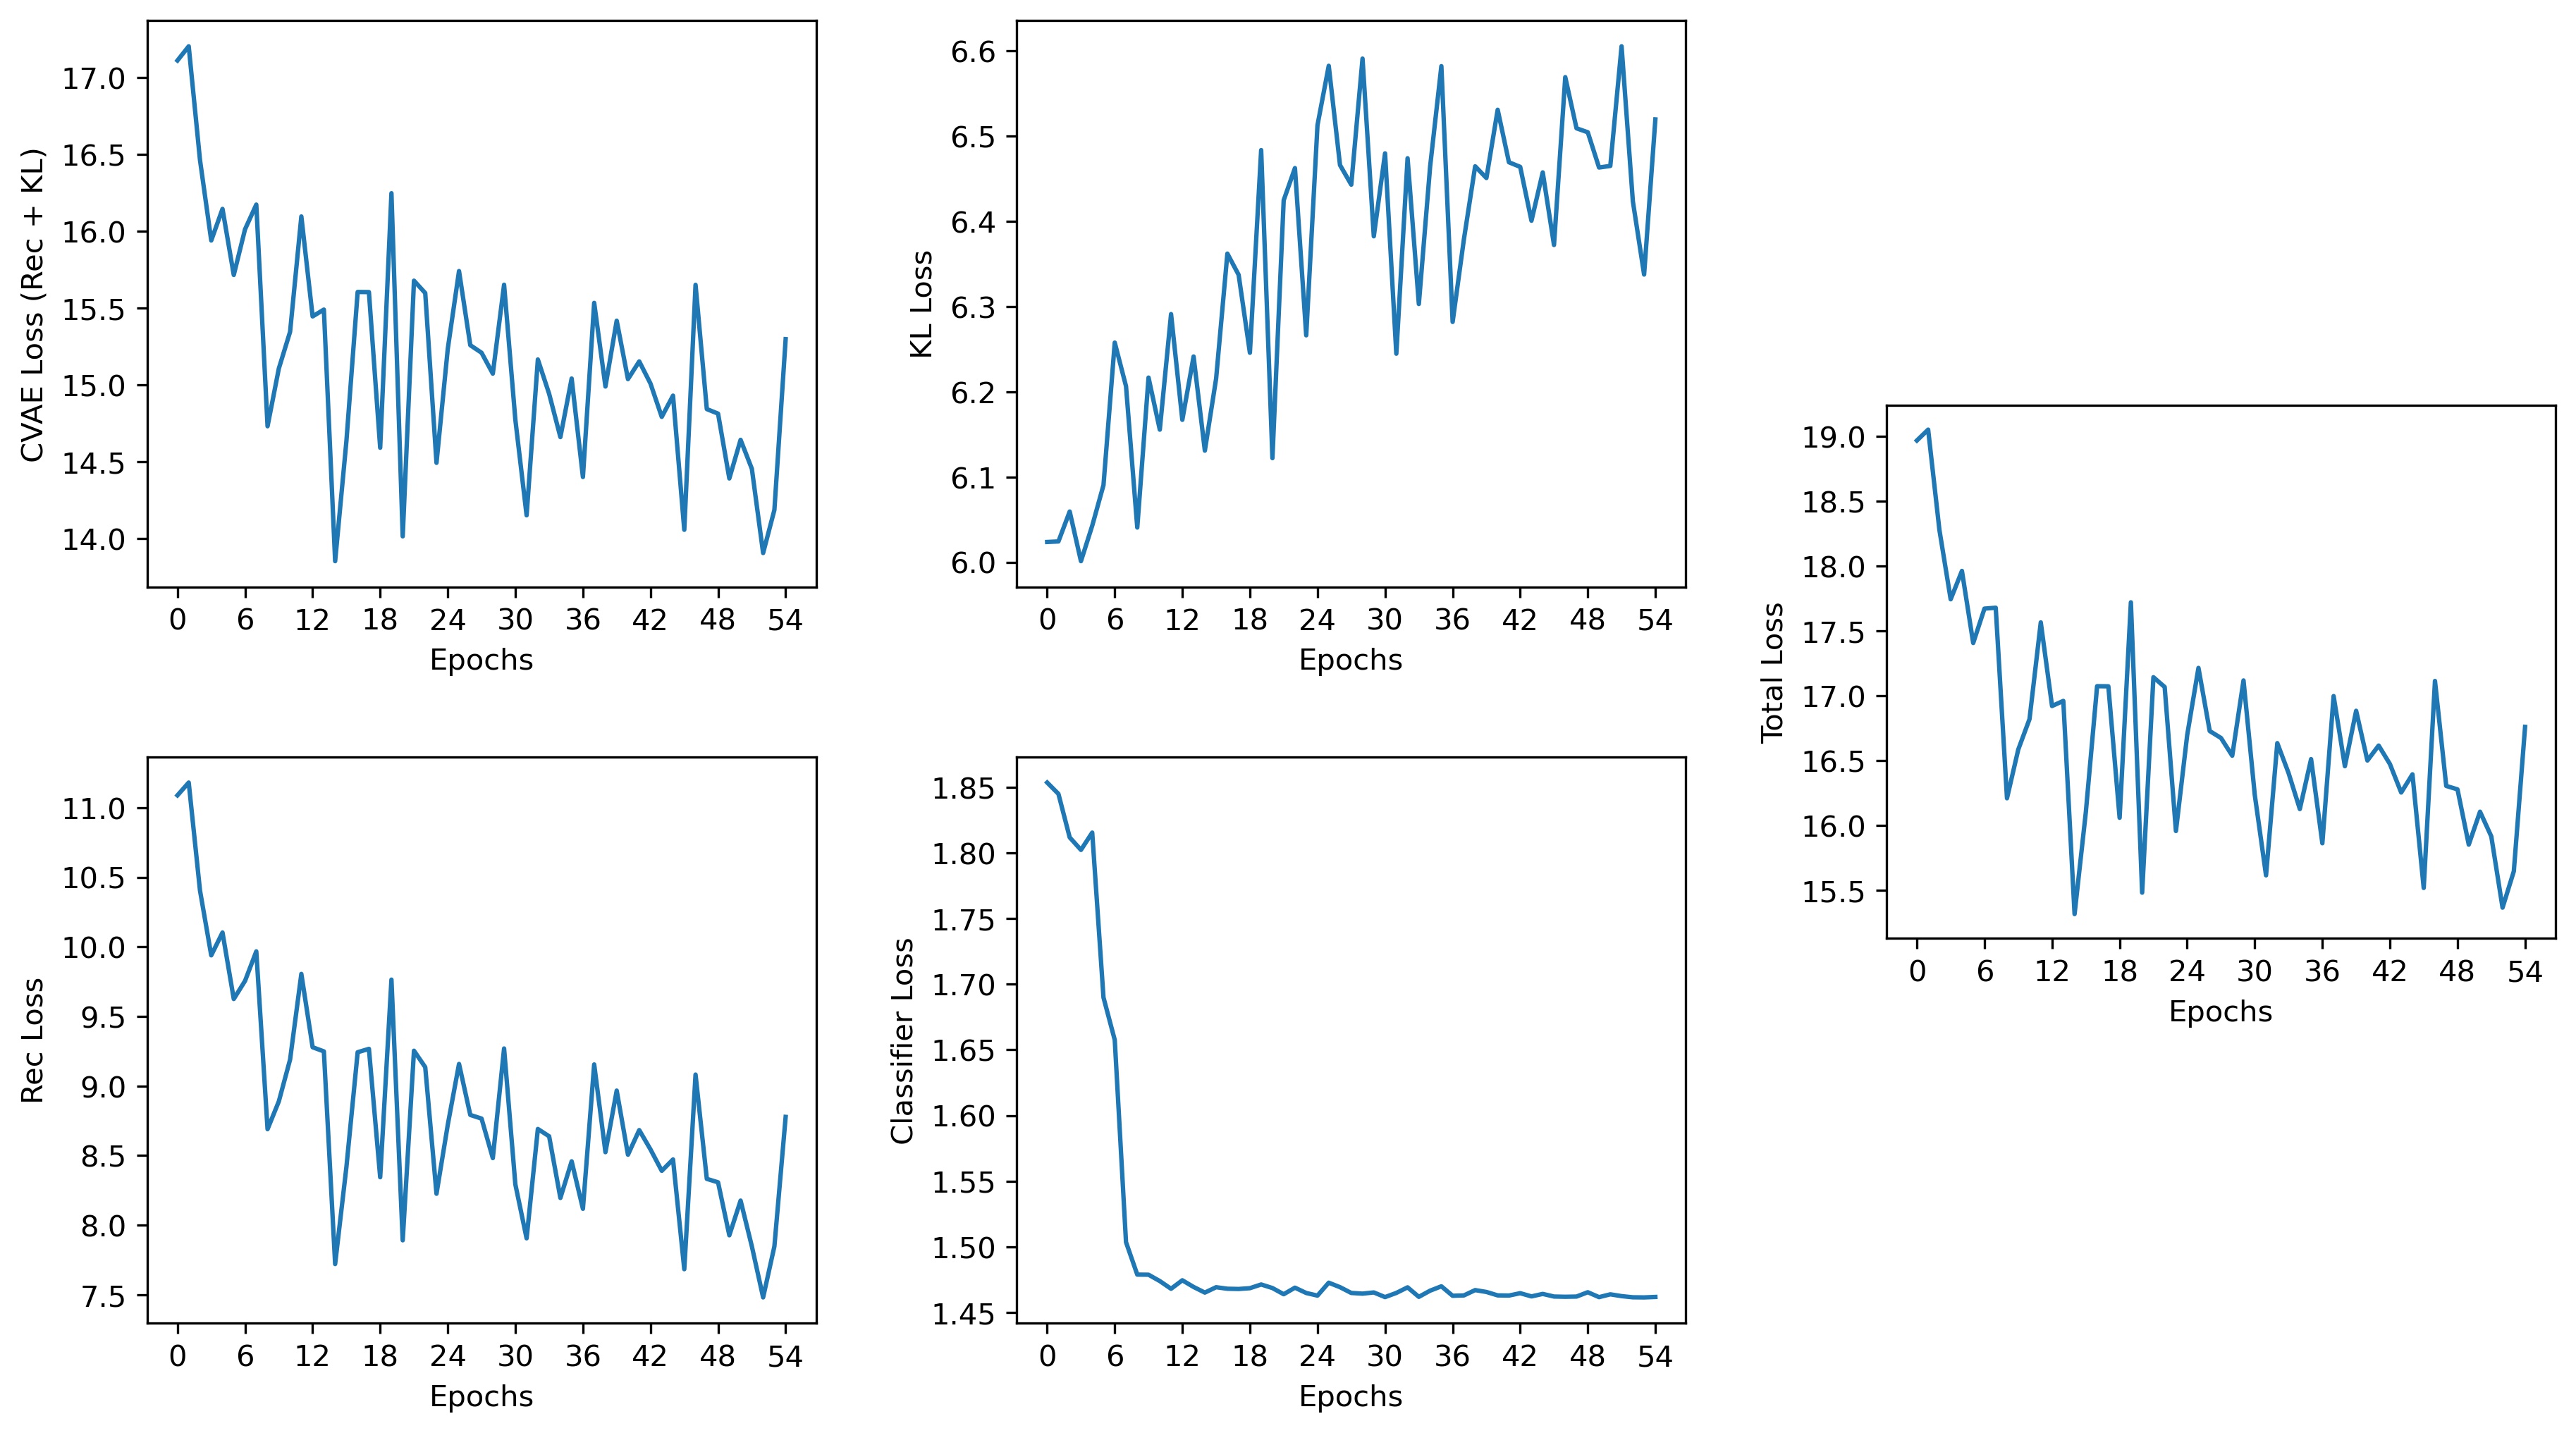 CVAE Loss (Rec + KL)
17.0
16.5
16.0
15.5
15.0
14.5
14.0
0 6 12 18 24 30 36 42 48 54
Epochs
KL Loss
6.6
6.5
6.4
6.3
6.2
6.1
6.0
0 6 12 18 24 30 36 42 48 54
Epochs
Rec Loss
11.0
10.5
10.0
9.5
9.0
8.5
8.0
7.5
0 6 12 18 24 30 36 42 48 54
Epochs
Classifier Loss
1.85
1.80
1.75
1.70
1.65
1.60
1.55
1.50
1.45
0 6 12 18 24 30 36 42 48 54
Epochs
Total Loss
19.0
18.5
18.0
17.5
17.0
16.5
16.0
15.5
0 6 12 18 24 30 36 42 48 54
Epochs